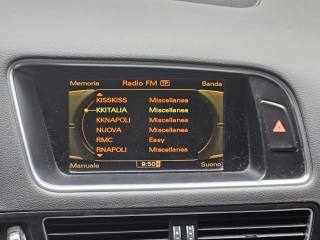 Memoria Radio FM TP Banda
KISSKISS Miscellanea
KKITALIA Miscellanea
KKNAPOLI Miscellanea
NUOVA Miscellanea
RMC Easy
RNAPOLI Miscellanea
Manuale 9:50 Suono